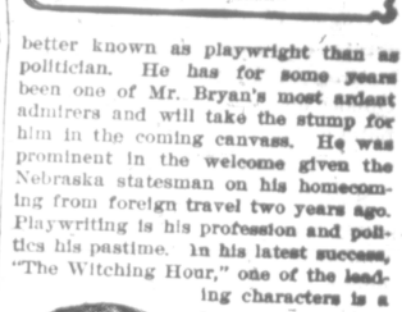 better known as playwright than as
politician. He has for some years
been one of Mr. Bryan's most ardent
admirers and will take the stump for
him in the coming canvass. He was
prominent in the welcome given the
Nebraska statesman on his homecom-
ing from foreign travel two years ago.
Playwriting is his profession and poli-
tics his pastime. In his latest success,
"The Witching Hour," one of the lead-
ing characters is a